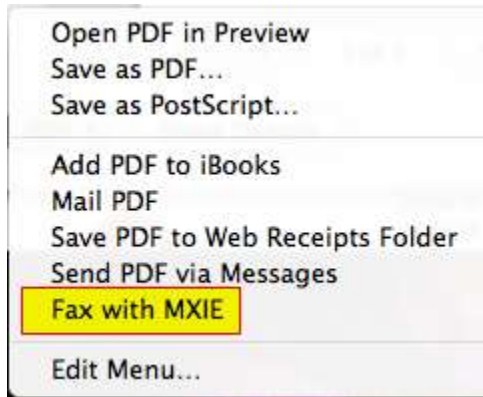 Open PDF in Preview
Save as PDF...
Save as PostScript...
Add PDF to iBooks
Mail PDF
Save PDF to Web Receipts Folder
Send PDF via Messages
Fax with MXIE
Edit Menu...